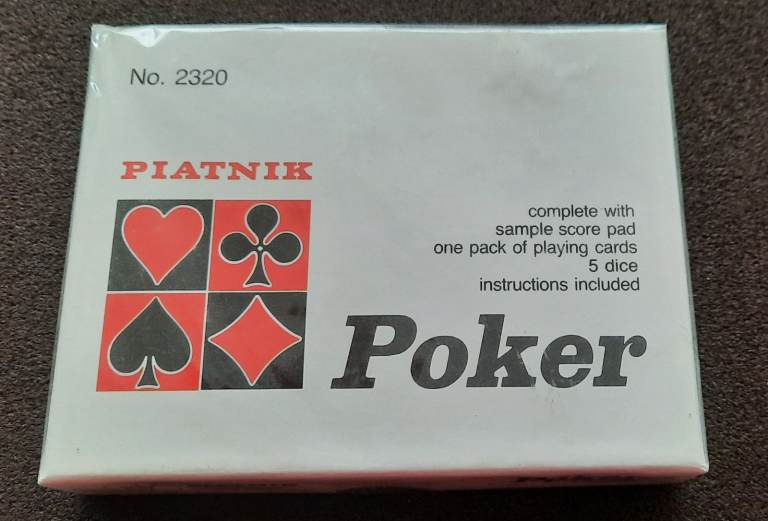 No. 2320
PIATNIK
complete with
sample score pad
one pack of playing cards
5 dice
instructions included
Poker